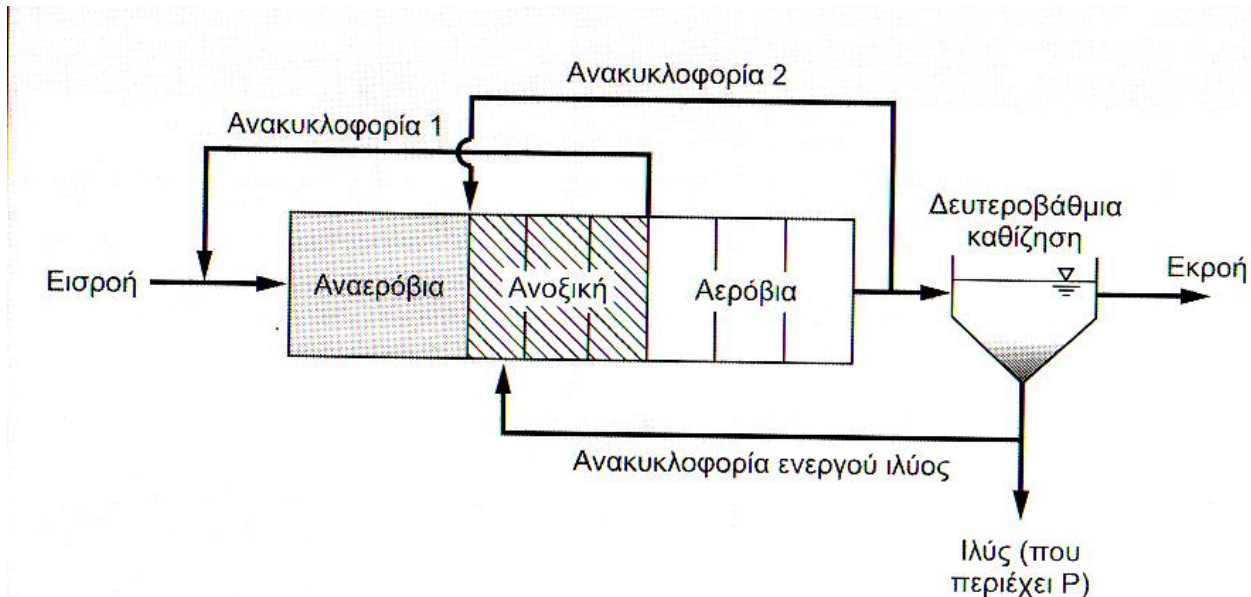 Ανακυκλοφορία 2
Ανακυκλοφορία 1
Δευτεροβάθμια
καθίζηση
Εισροή
Αναερόβια
Ανοξική
Αερόβια
Εκροή
Ανακυκλοφορία ενεργού ιλύος
Ιλύς (που
περιέχει P)